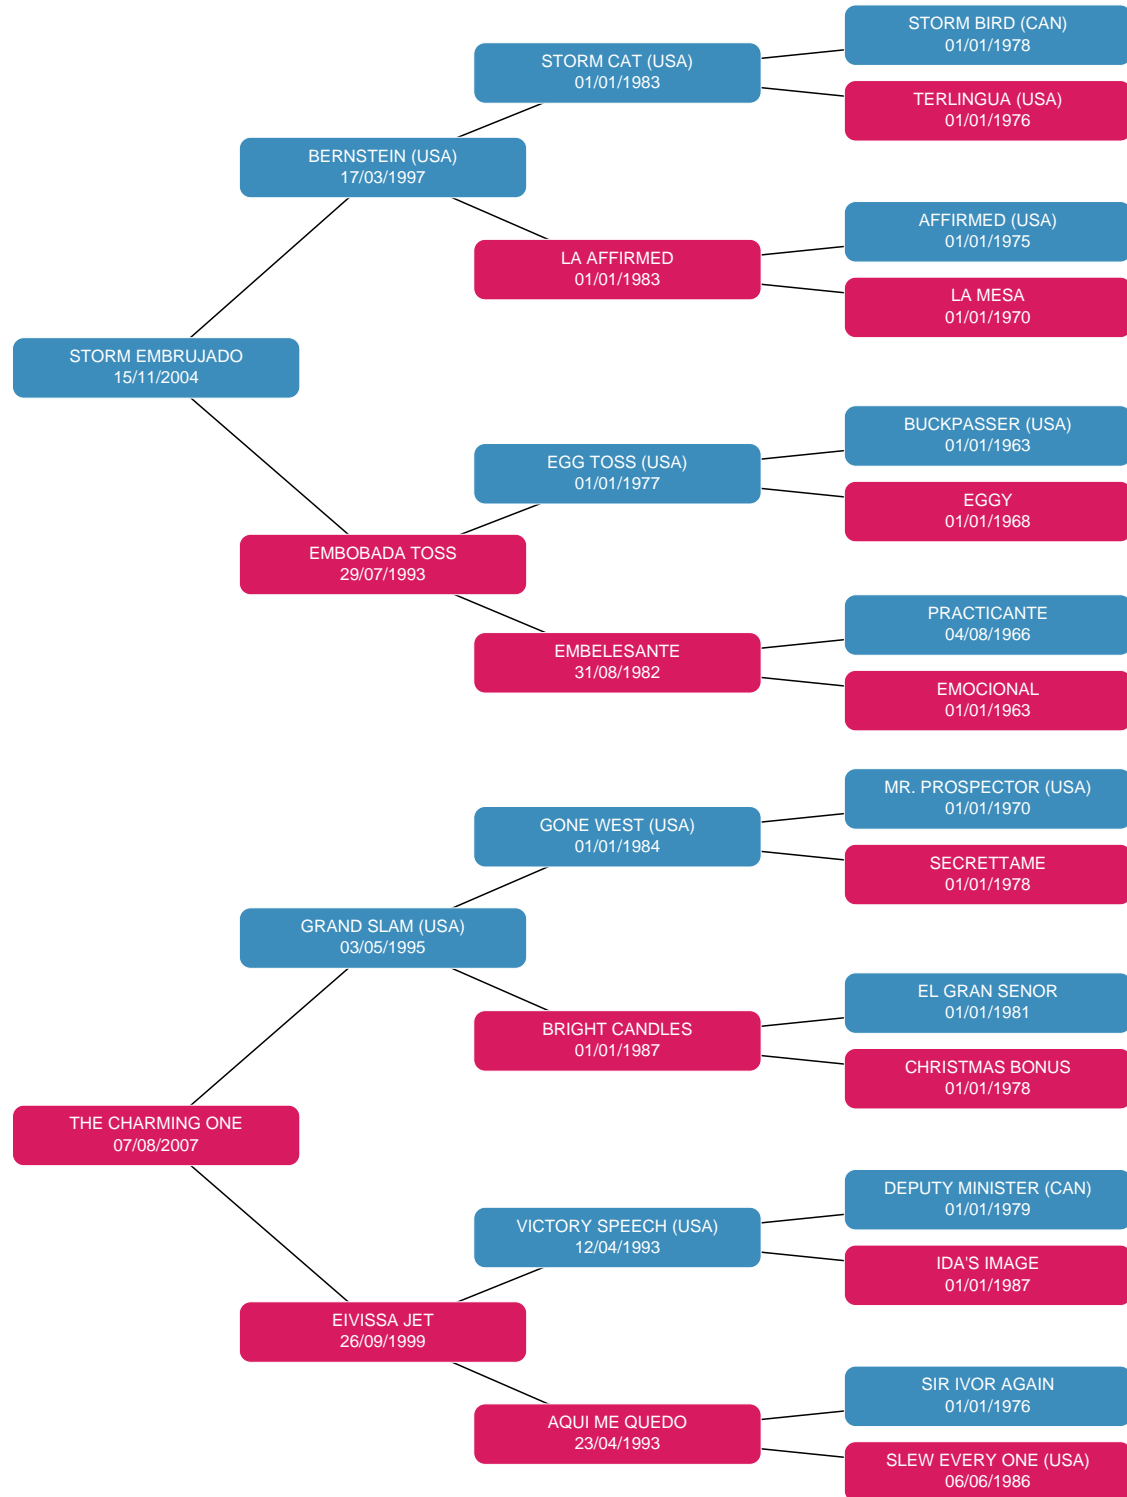 STORM BIRD (CAN)
01/01/1978
STORM CAT (USA)
01/01/1983
TERLINGUA (USA)
01/01/1976
BERNSTEIN (USA)
17/03/1997
AFFIRMED (USA)
01/01/1975
LA AFFIRMED
01/01/1983
LA MESA
01/01/1970
STORM EMBRUJADO
15/11/2004
BUCKPASSER (USA)
01/01/1963
EGG TOSS (USA)
01/01/1977
EGGY
01/01/1968
EMBOBADA TOSS
29/07/1993
PRACTICANTE
04/08/1966
EMBELESANTE
31/08/1982
EMOCIONAL
01/01/1963
MR. PROSPECTOR (USA)
01/01/1970
GONE WEST (USA)
01/01/1984
SECRETTAME
01/01/1978
GRAND SLAM (USA)
03/05/1995
EL GRAN SENOR
01/01/1981
BRIGHT CANDLES
01/01/1987
CHRISTMAS BONUS
01/01/1978
THE CHARMING ONE
07/08/2007
DEPUTY MINISTER (CAN)
01/01/1979
VICTORY SPEECH (USA)
12/04/1993
IDA'S IMAGE
01/01/1987
EIVISSA JET
26/09/1999
SIR IVOR AGAIN
01/01/1976
AQUI ME QUEDO
23/04/1993
SLEW EVERY ONE (USA)
06/06/1986